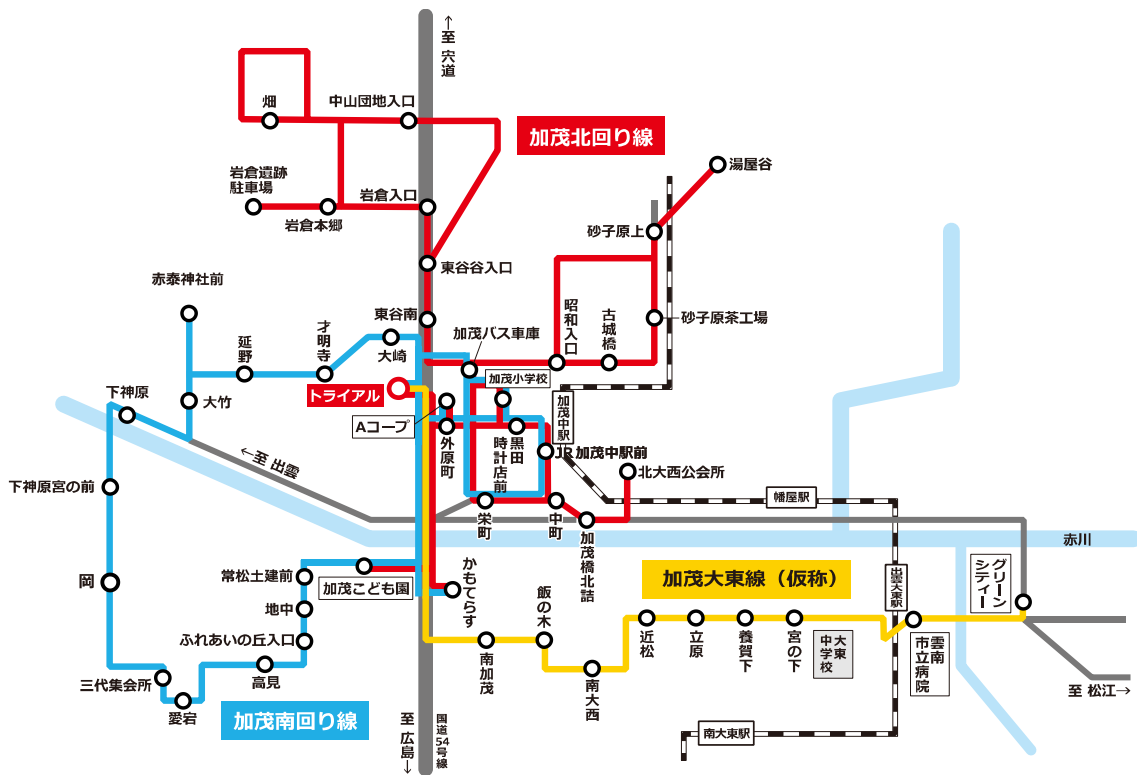 ←至 宍道
畑
中山団地入口
加茂北回り線
岩倉遺跡
駐車場
岩倉本郷
岩倉入口
湯屋谷
砂子原上
東谷谷入口
赤泰神社前
東谷南
加茂バス車庫
昭和入口
古城橋
砂子原茶工場
延野
才明寺
大崎
加茂小学校
下神原
大竹
トライアル
Aコープ
外原町
黒田
時計店前
加茂中駅
JR加茂中駅前
←至 出雲
北大西公会所
下神原宮の前
栄町
中町
加茂橋北詰
幡屋駅
赤川
岡
常松土建前
加茂こども園
かもてらす
飯の木
加茂大東線（仮称）
出雲大東駅
グリーン
シティー
地中
ふれあいの丘入口
高見
三代集会所
愛宕
加茂南回り線
南加茂
南大西
近松
立原
養賀下
宮の下
大東
中学校
雲南
市立病院
至 松江→
至 広島→
国道54号線
南大東駅